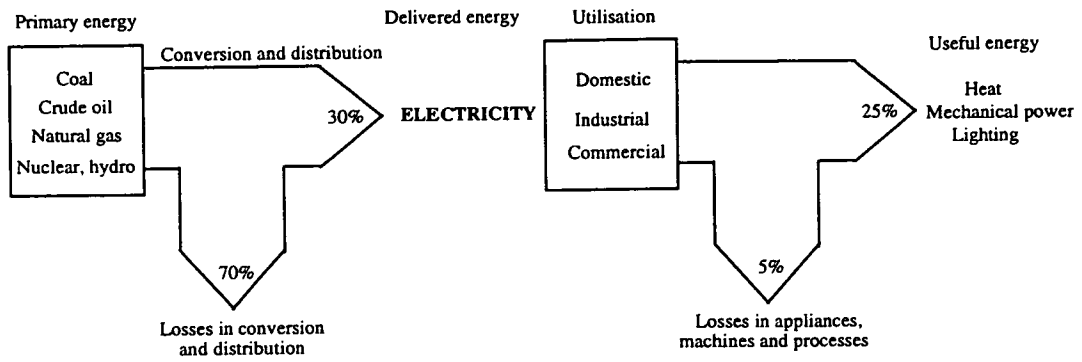 Primary energy
Delivered energy
Utilisation
Useful energy
Conversion and distribution
Coal
Crude oil
Natural gas
Nuclear, hydro
30%
ELECTRICITY
Domestic
Industrial
Commercial
25%
Heat
Mechanical power
Lighting
70%
Losses in conversion
and distribution
5%
Losses in appliances,
machines and processes